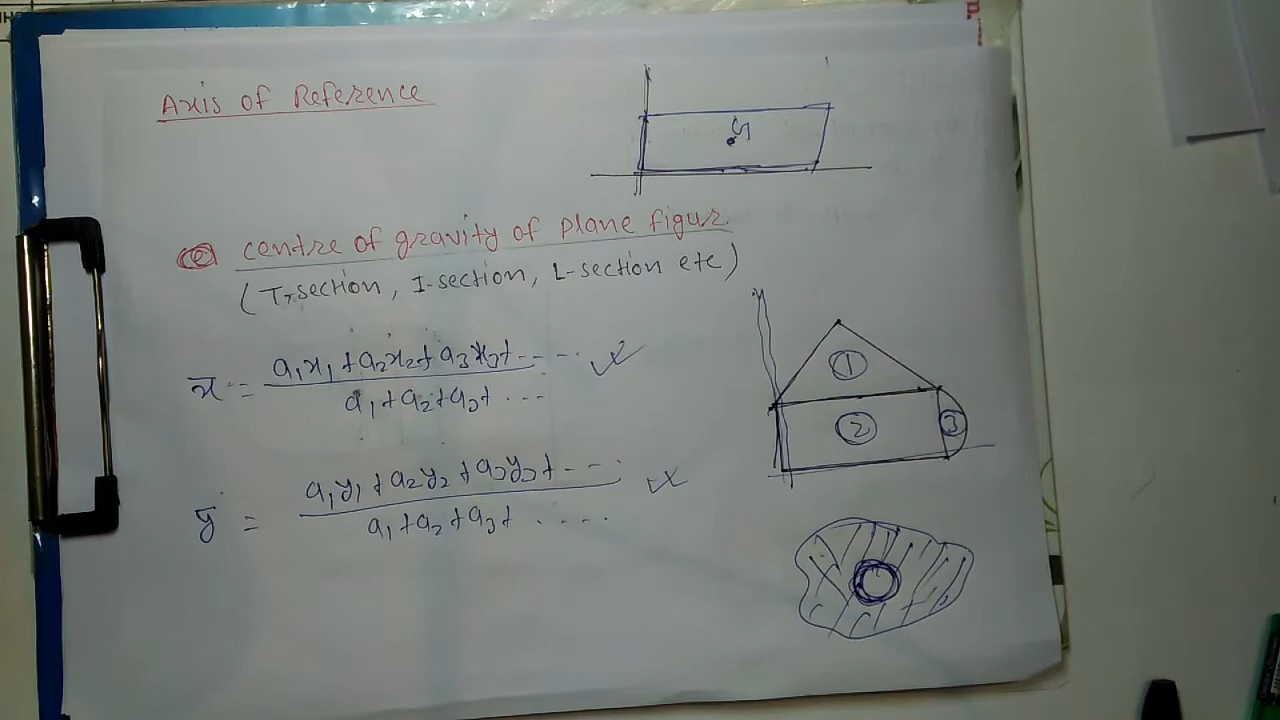 Axis of Reference
G
centre of gravity of plane figur.
(T-section, I-section, L-section etc)
x̄ = a₁x₁ + a₂x₂ + a₃x₃ + - - - -
a₁ + a₂ + a₃ + . . .
ȳ = a₁y₁ + a₂y₂ + a₃y₃ + - - -
a₁ + a₂ + a₃ + . . . .
y
①
②
③